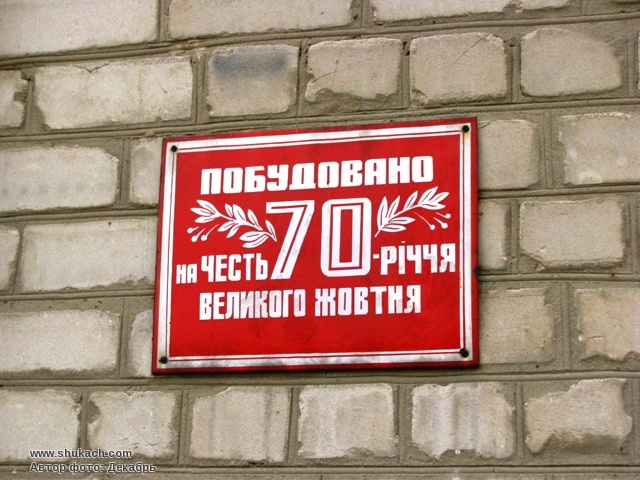 ПОБУДОВАНО
НА ЧЕСТЬ 70-РІЧЧЯ
ВЕЛИКОГО ЖОВТНЯ
www.shukach.com
Автор фото- Декабрь